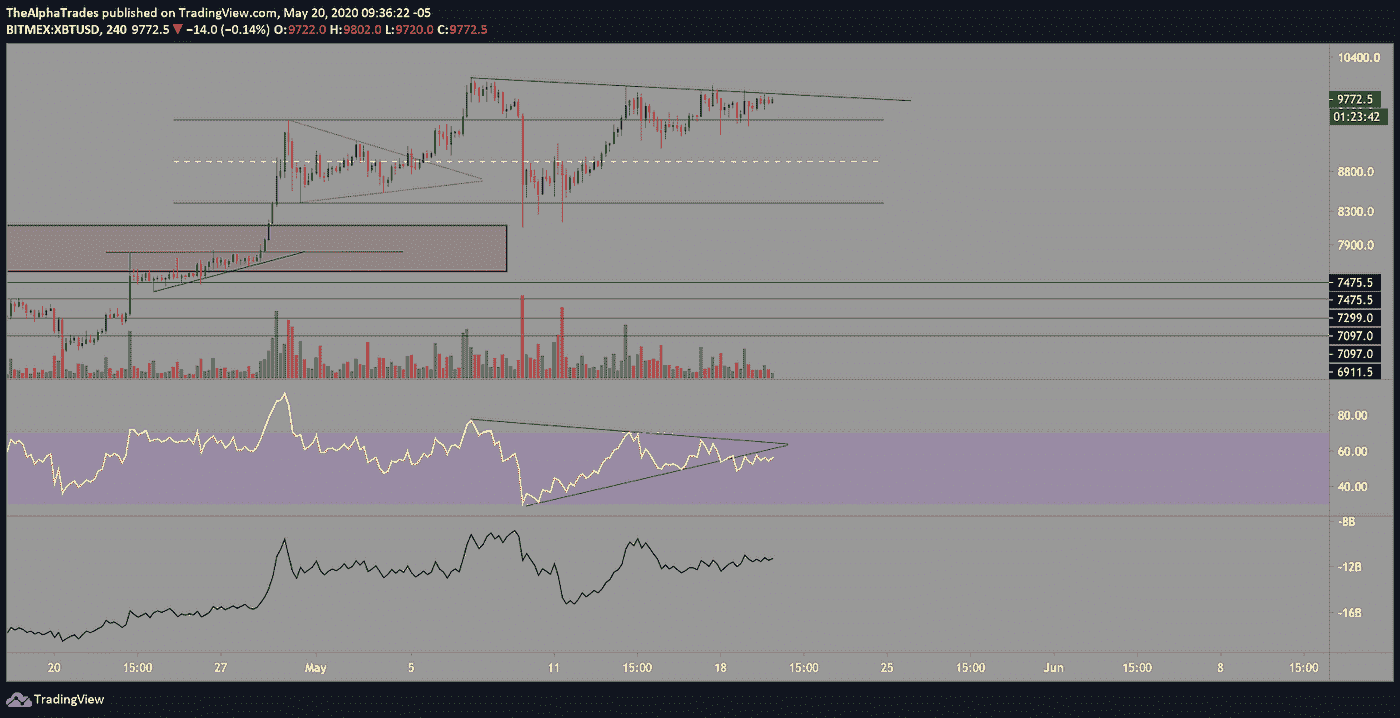 TheAlphaTrades published on TradingView.com, May 20, 2020 09:36:22 -05
BITMEX:XBTUSD, 240 9772.5 ▼ −14.0 (−0.14%) O:9722.0 H:9802.0 L:9720.0 C:9772.5
10400.0
9772.5
01:23:42
8800.0
8300.0
7900.0
7475.5
7475.5
7299.0
7097.0
7097.0
6911.5
80.00
60.00
40.00
-8B
-12B
-16B
20 15:00 27 May 5 11 15:00 18 15:00 25 15:00 Jun 15:00 8 15:00
TradingView